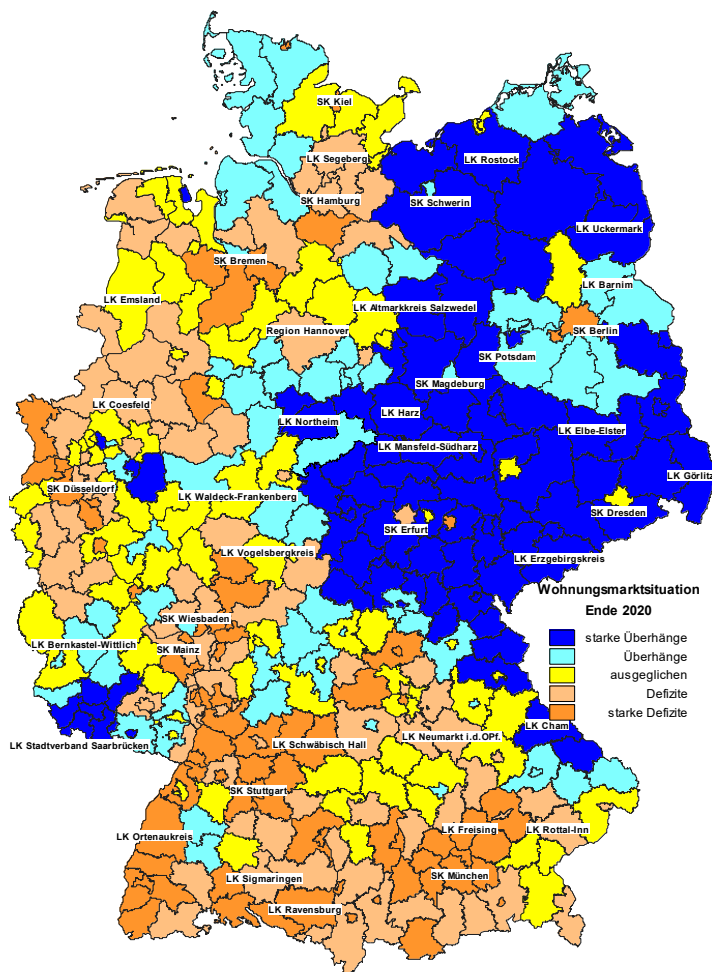 SK Kiel
LK Segeberg
LK Rostock
SK Schwerin
SK Hamburg
LK Uckermark
SK Bremen
LK Barnim
LK Emsland
LK Altmarkkreis Salzwedel
Region Hannover
SK Berlin
SK Potsdam
SK Magdeburg
LK Coesfeld
LK Harz
LK Northeim
LK Elbe-Elster
LK Mansfeld-Südharz
LK Görlitz
SK Düsseldorf
LK Waldeck-Frankenberg
SK Dresden
SK Erfurt
LK Vogelsbergkreis
LK Erzgebirgskreis
Wohnungsmarktsituation
Ende 2020
starke Überhänge
Überhänge
ausgeglichen
Defizite
starke Defizite
SK Wiesbaden
LK Bernkastel-Wittlich
SK Mainz
LK Cham
LK Neumarkt i.d.OPf.
LK Stadtverband Saarbrücken
LK Schwäbisch Hall
SK Stuttgart
LK Ortenaukreis
LK Freising
LK Rottal-Inn
LK Sigmaringen
SK München
LK Ravensburg